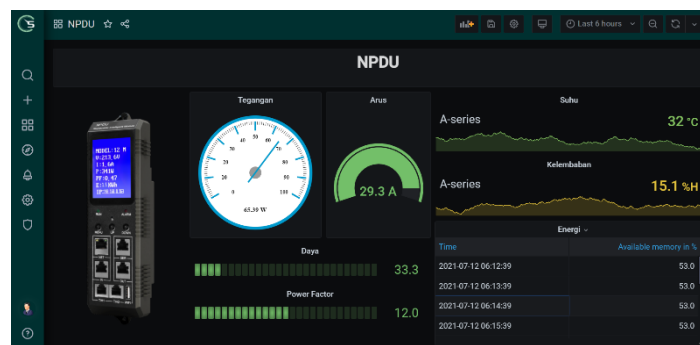 NPDU
Last 6 hours
NPDU
Tegangan
0
10
20
30
40
50
60
70
80
90
100
65.30 W
Arus
29.3 A
Suhu
A-series
32 °C
Kelembaban
A-series
15.1 %H
Daya
33.3
Power Factor
12.0
Energi
Time Available memory in %
2021-07-12 06:12:39 53.0
2021-07-12 06:13:39 53.0
2021-07-12 06:14:39 53.0
2021-07-12 06:15:39 53.0